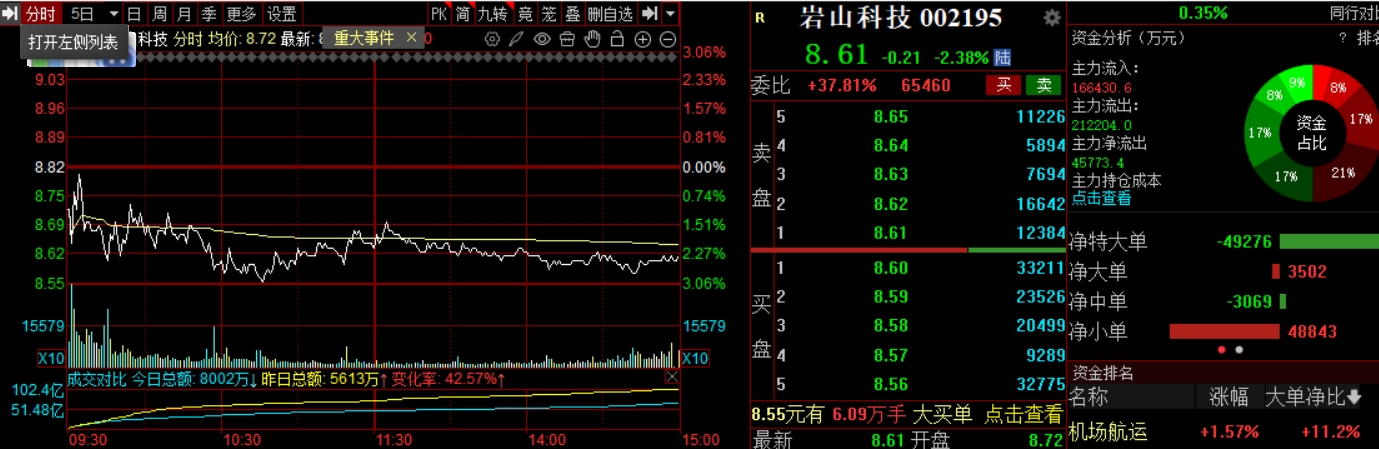 分时 5日 日 周 月 季 更多 设置 PK 简 九转 竞 笼 叠 删自选
打开左侧列表
科技 分时 均价: 8.72 最新: 8
重大事件 ×
0
9.03
8.96
8.89
8.82
8.75
8.69
8.62
8.55
15579
X10
3.06%
2.33%
1.57%
0.81%
0.00%
0.74%
1.51%
2.27%
3.06%
15579
X10
成交对比 今日总额: 8002万↓ 昨日总额: 5613万↑ 变化率: 42.57%↑
102.4亿
51.48亿
09:30 10:30 11:30 14:00 15:00
R 岩山科技 002195
8.61 -0.21 -2.38% 陆
委比 +37.81% 65460 买 卖
卖盘
5 8.65 11226
4 8.64 5894
3 8.63 7694
2 8.62 16642
1 8.61 12384
买盘
1 8.60 33211
2 8.59 23526
3 8.58 20499
4 8.57 9289
5 8.56 32775
8.55元有 6.09万手 大买单 点击查看
最新 8.61 开盘 8.72
0.35% 同行对比
资金分析（万元） ? 排名
主力流入:
166430.6
主力流出:
212204.0
主力净流出
45773.4
主力持仓成本
点击查看
资金占比
9% 8%
8% 17%
17% 21%
17%
净特大单 -49276
净大单 3502
净中单 -3069
净小单 48843
资金排名
名称 涨幅 大单净比
机场航运 +1.57% +11.2%